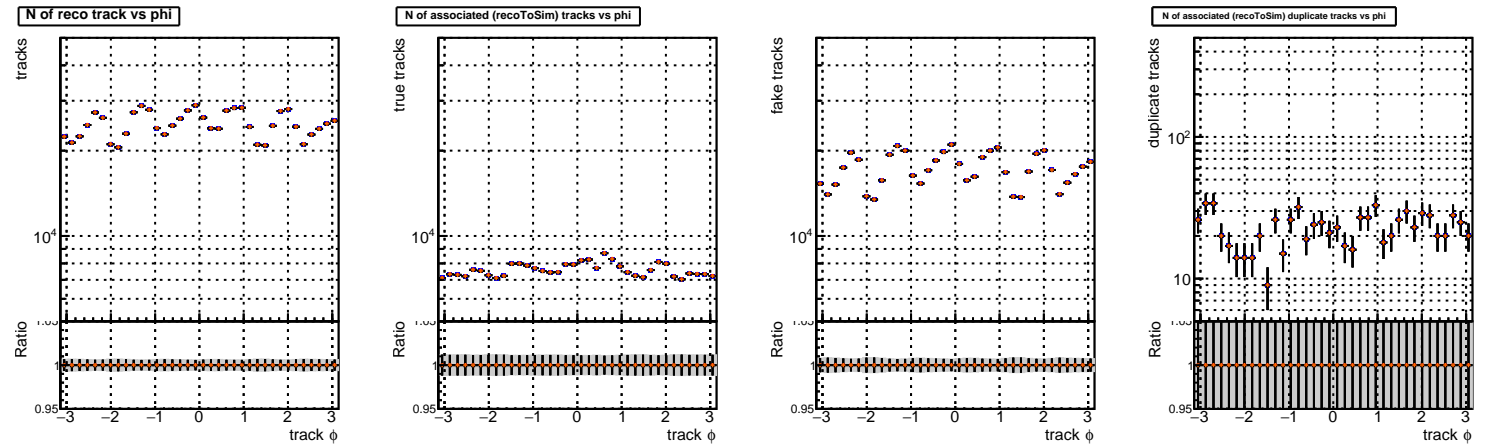 N of reco track vs phi
tracks
10⁴
Ratio
1
0.95
−3 −2 −1 0 1 2 3
track ϕ
N of associated (recoToSim) tracks vs phi
true tracks
10⁴
Ratio
1
0.95
−3 −2 −1 0 1 2 3
track ϕ
fake tracks
10⁴
Ratio
1
0.95
−3 −2 −1 0 1 2 3
track ϕ
N of associated (recoToSim) duplicate tracks vs phi
duplicate tracks
10²
10
Ratio
1
0.95
−3 −2 −1 0 1 2 3
track ϕ